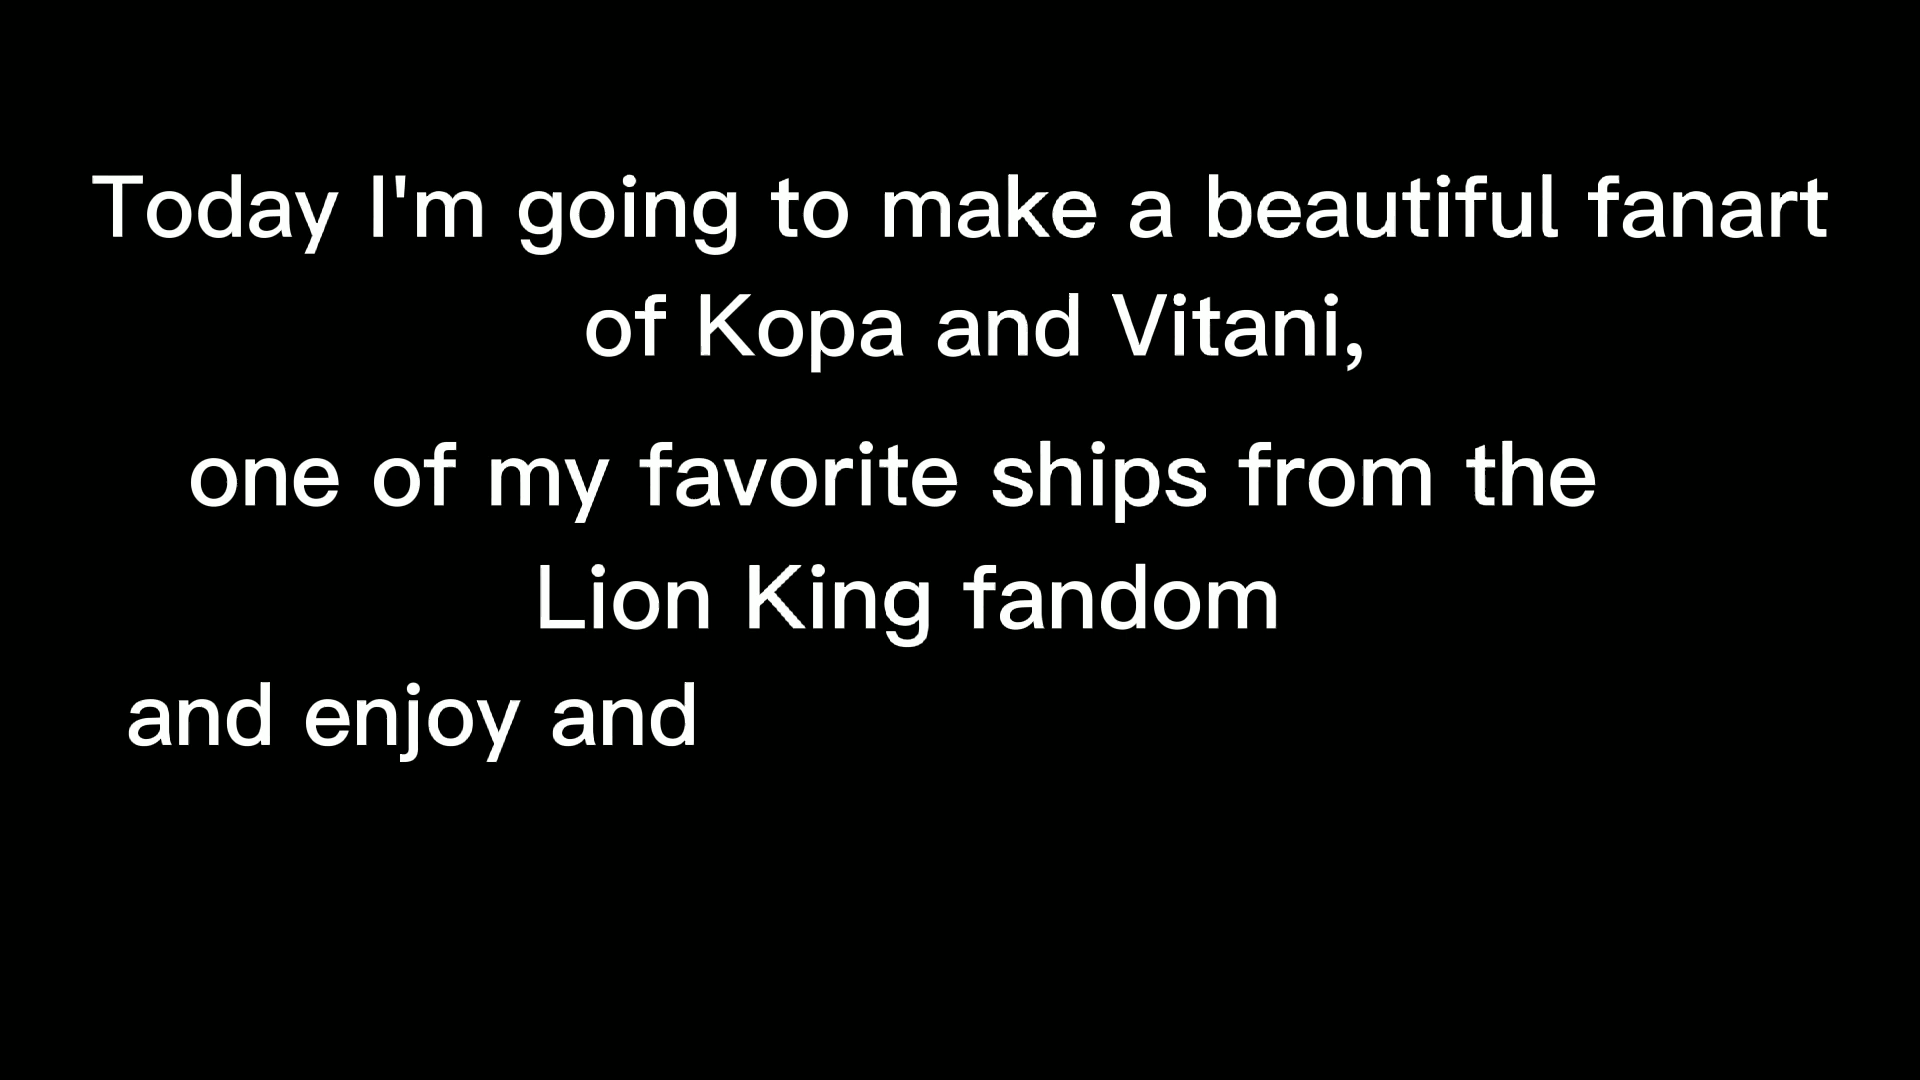 Today I'm going to make a beautiful fanart
of Kopa and Vitani,
one of my favorite ships from the
Lion King fandom
and enjoy and